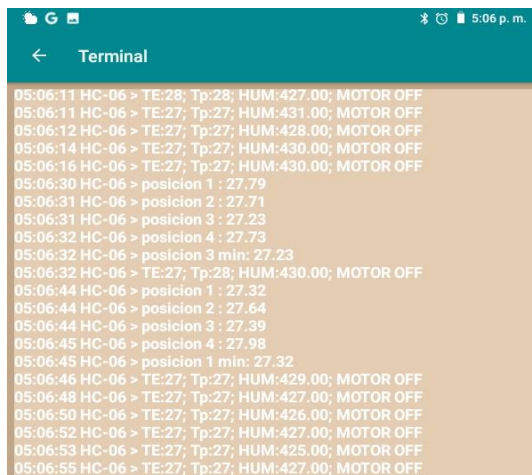 G 5:06 p. m.
Terminal
05:06:11 HC-06 > TE:28; Tp:28; HUM:427.00; MOTOR OFF
05:06:11 HC-06 > TE:27; Tp:27; HUM:431.00; MOTOR OFF
05:06:12 HC-06 > TE:27; Tp:27; HUM:428.00; MOTOR OFF
05:06:14 HC-06 > TE:27; Tp:27; HUM:430.00; MOTOR OFF
05:06:16 HC-06 > TE:27; Tp:27; HUM:430.00; MOTOR OFF
05:06:30 HC-06 > posicion 1 : 27.79
05:06:31 HC-06 > posicion 2 : 27.71
05:06:31 HC-06 > posicion 3 : 27.23
05:06:32 HC-06 > posicion 4 : 27.73
05:06:32 HC-06 > posicion 3 min: 27.23
05:06:32 HC-06 > TE:27; Tp:28; HUM:430.00; MOTOR OFF
05:06:44 HC-06 > posicion 1 : 27.32
05:06:44 HC-06 > posicion 2 : 27.64
05:06:44 HC-06 > posicion 3 : 27.39
05:06:45 HC-06 > posicion 4 : 27.98
05:06:45 HC-06 > posicion 1 min: 27.32
05:06:46 HC-06 > TE:27; Tp:27; HUM:429.00; MOTOR OFF
05:06:48 HC-06 > TE:27; Tp:27; HUM:427.00; MOTOR OFF
05:06:50 HC-06 > TE:27; Tp:27; HUM:426.00; MOTOR OFF
05:06:52 HC-06 > TE:27; Tp:27; HUM:427.00; MOTOR OFF
05:06:53 HC-06 > TE:27; Tp:27; HUM:425.00; MOTOR OFF
05:06:55 HC-06 > TE:27; Tp:27; HUM:427.00; MOTOR OFF